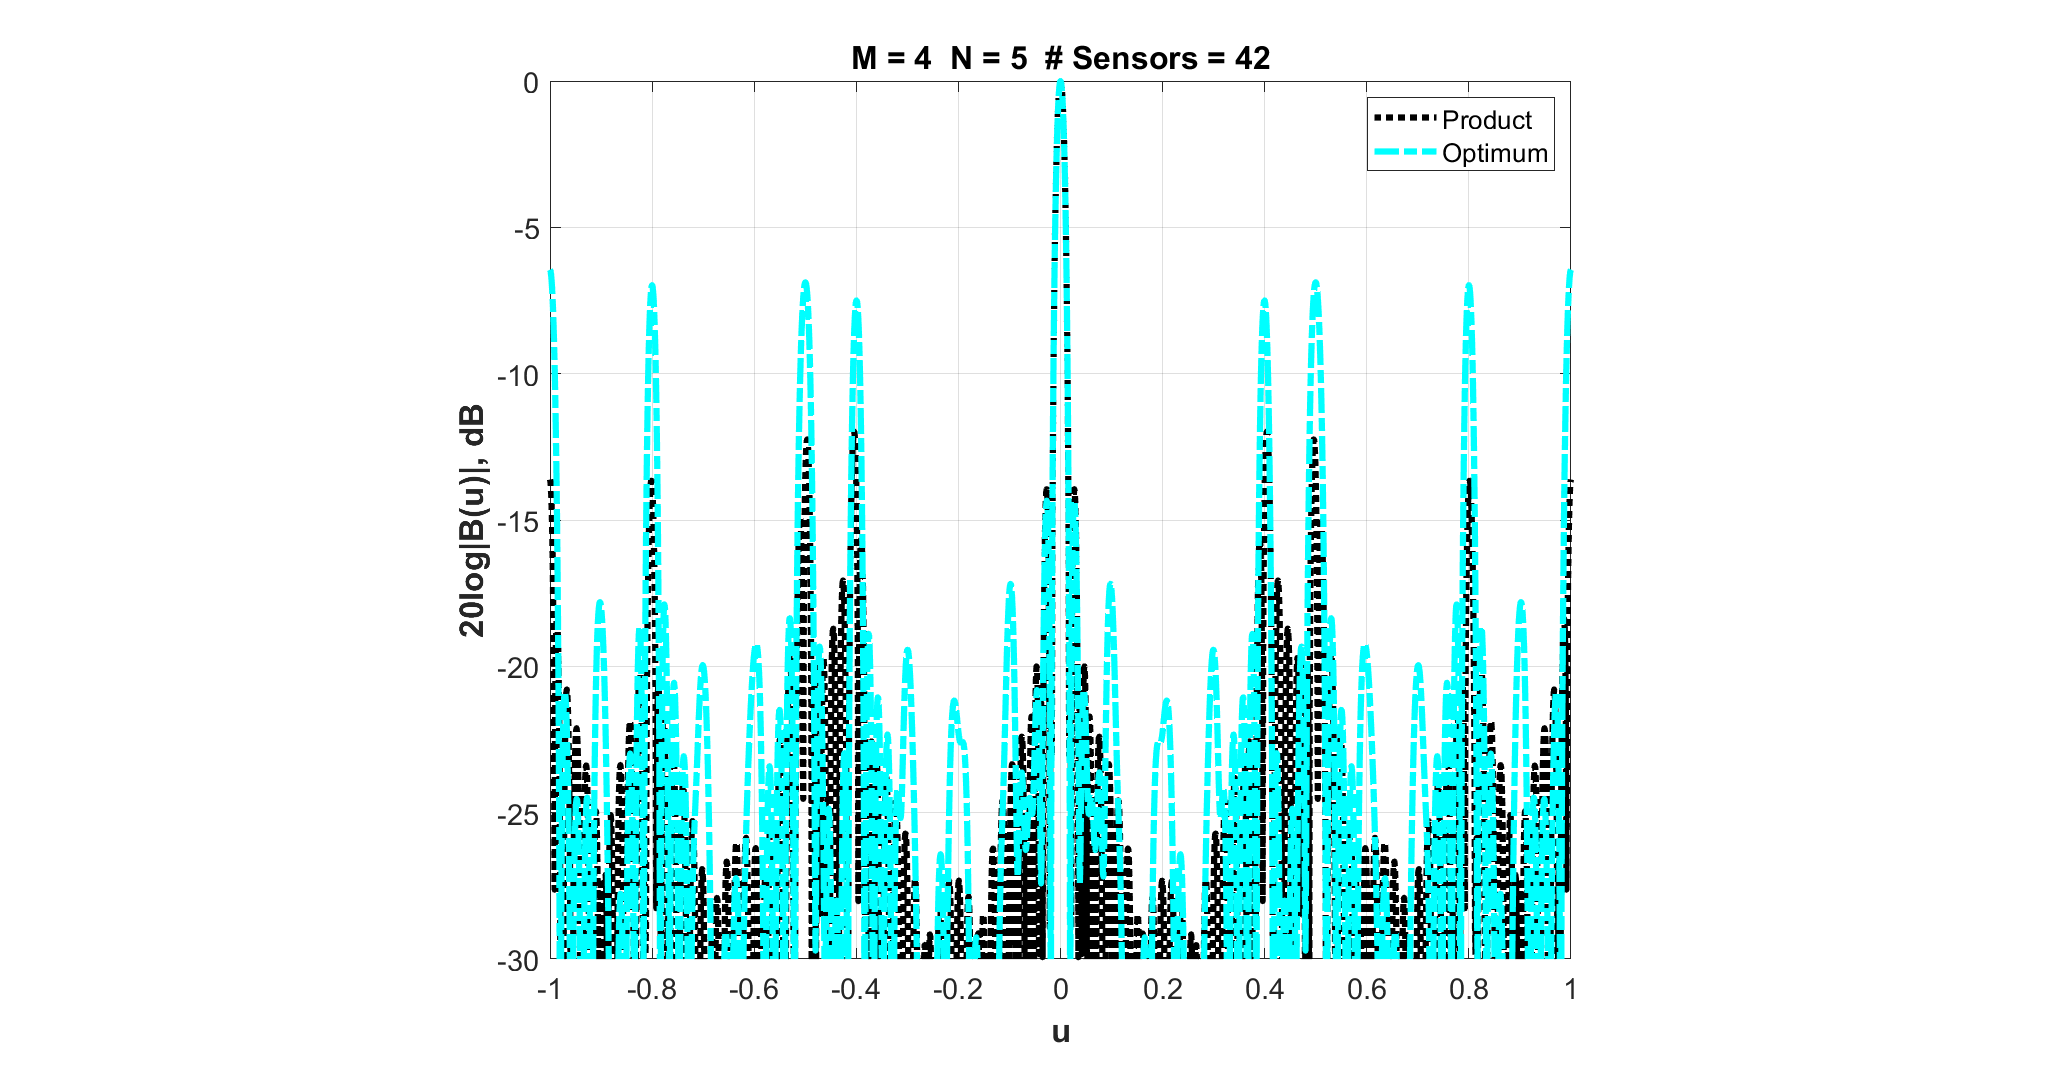 M = 4 N = 5 # Sensors = 42
Product
Optimum
20log|B(u)|, dB
0
-5
-10
-15
-20
-25
-30
-1 -0.8 -0.6 -0.4 -0.2 0 0.2 0.4 0.6 0.8 1
u